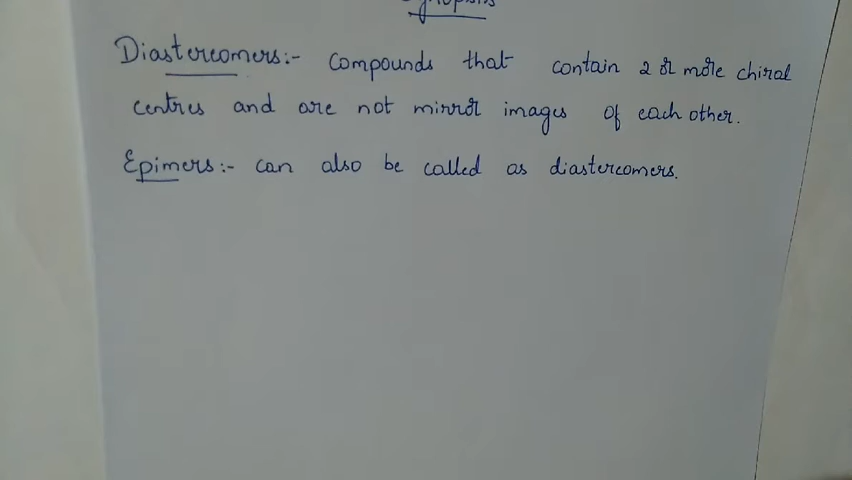 Synopsis
Diastereomers:- Compounds that contain 2 or more chiral
centres and are not mirror images of each other.
Epimers:- can also be called as diastereomers.